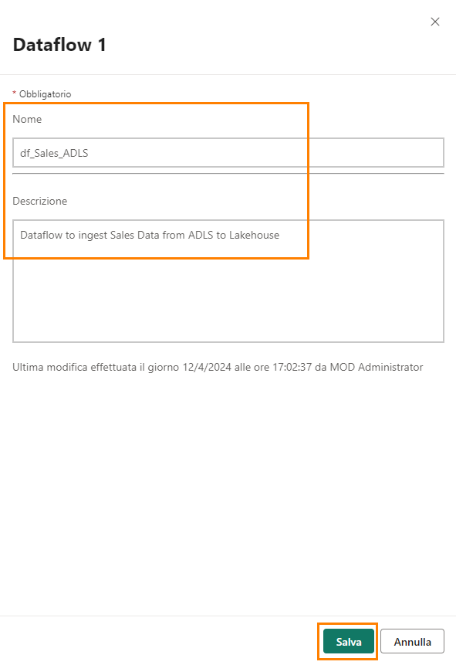 Dataflow 1
* Obbligatorio
Nome
df_Sales_ADLS
Descrizione
Dataflow to ingest Sales Data from ADLS to Lakehouse
Ultima modifica effettuata il giorno 12/4/2024 alle ore 17:02:37 da MOD Administrator
Salva
Annulla